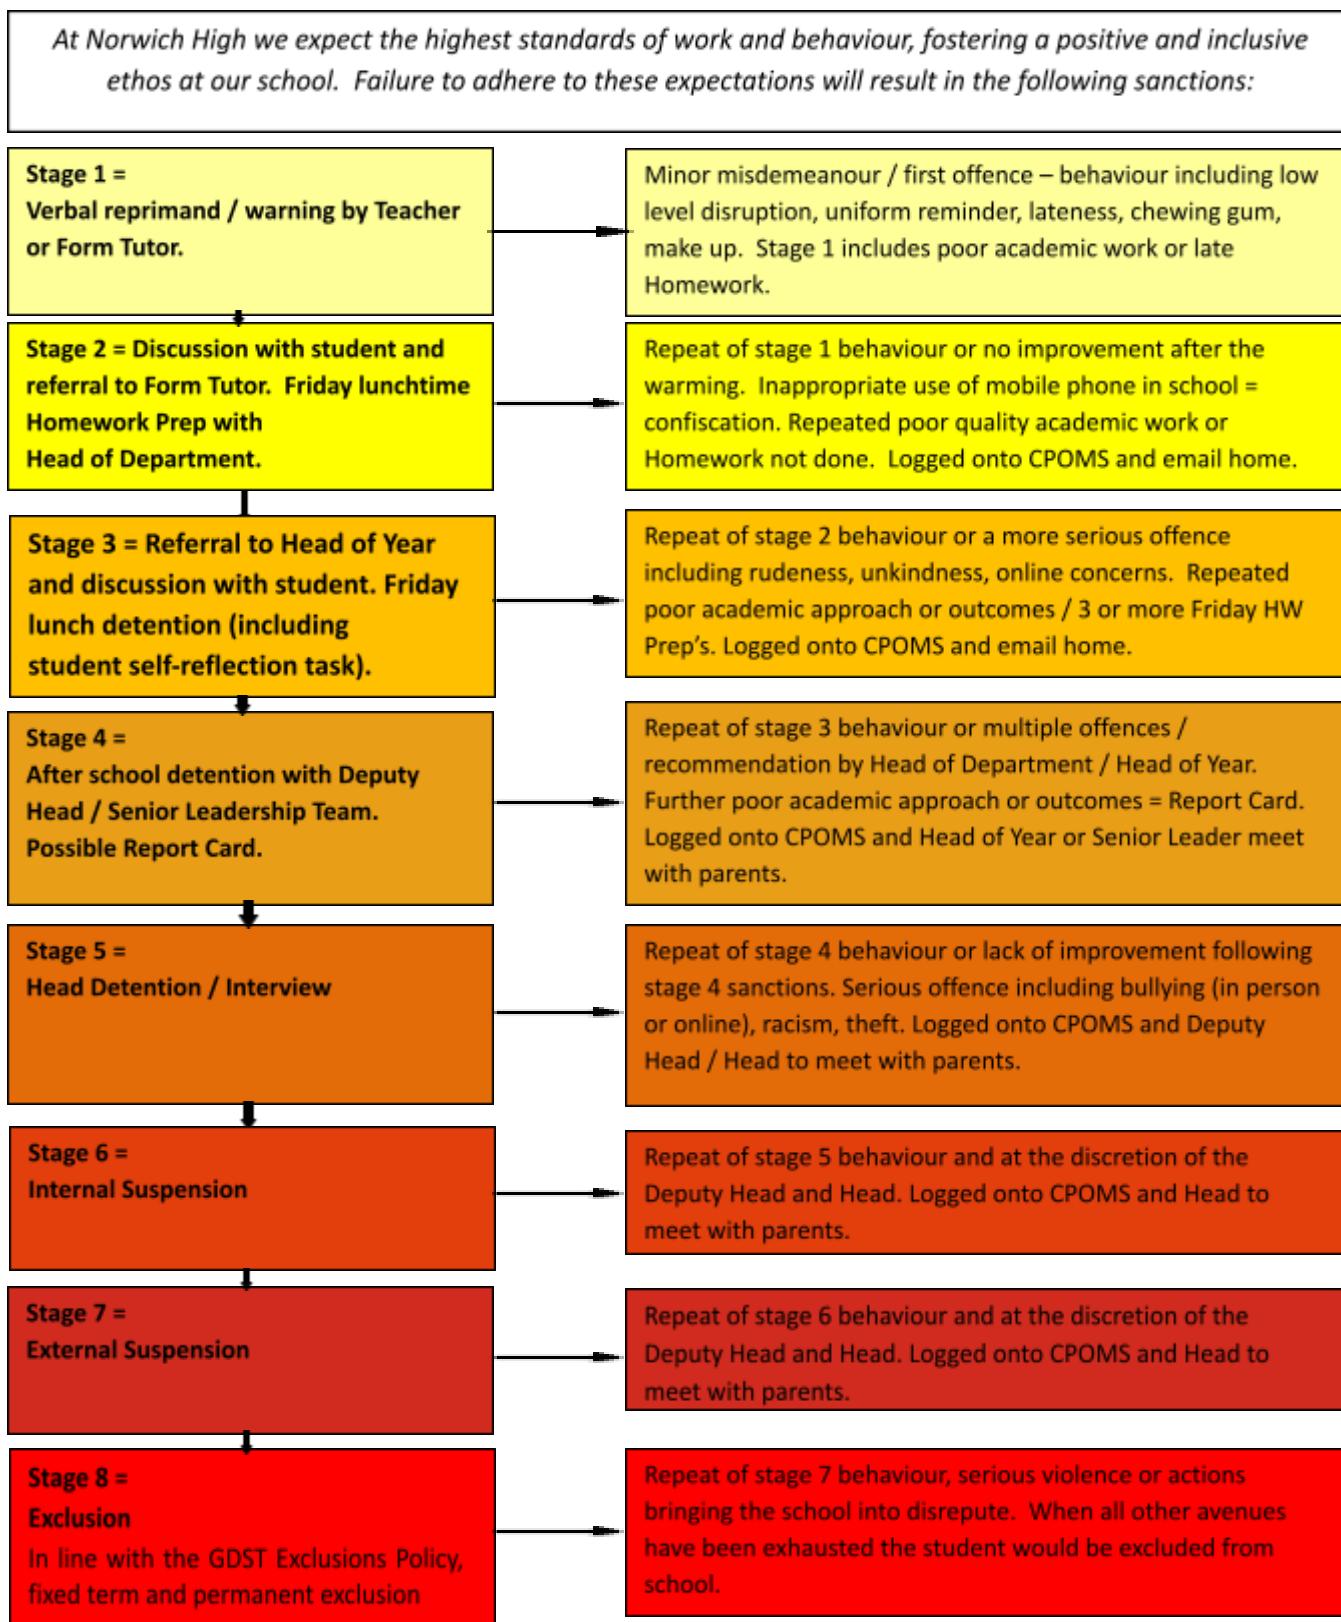 At Norwich High we expect the highest standards of work and behaviour, fostering a positive and inclusive
ethos at our school.  Failure to adhere to these expectations will result in the following sanctions:
Stage 1 =
Verbal reprimand / warning by Teacher
or Form Tutor.
Minor misdemeanour / first offence – behaviour including low
level disruption, uniform reminder, lateness, chewing gum,
make up.  Stage 1 includes poor academic work or late
Homework.
Stage 2 = Discussion with student and
referral to Form Tutor.  Friday lunchtime
Homework Prep with
Head of Department.
Repeat of stage 1 behaviour or no improvement after the
warming.  Inappropriate use of mobile phone in school =
confiscation. Repeated poor quality academic work or
Homework not done.  Logged onto CPOMS and email home.
Stage 3 = Referral to Head of Year
and discussion with student. Friday
lunch detention (including
student self-reflection task).
Repeat of stage 2 behaviour or a more serious offence
including rudeness, unkindness, online concerns.  Repeated
poor academic approach or outcomes / 3 or more Friday HW
Prep's. Logged onto CPOMS and email home.
Stage 4 =
After school detention with Deputy
Head / Senior Leadership Team.
Possible Report Card.
Repeat of stage 3 behaviour or multiple offences /
recommendation by Head of Department / Head of Year.
Further poor academic approach or outcomes = Report Card.
Logged onto CPOMS and Head of Year or Senior Leader meet
with parents.
Stage 5 =
Head Detention / Interview
Repeat of stage 4 behaviour or lack of improvement following
stage 4 sanctions. Serious offence including bullying (in person
or online), racism, theft. Logged onto CPOMS and Deputy
Head / Head to meet with parents.
Stage 6 =
Internal Suspension
Repeat of stage 5 behaviour and at the discretion of the
Deputy Head and Head. Logged onto CPOMS and Head to
meet with parents.
Stage 7 =
External Suspension
Repeat of stage 6 behaviour and at the discretion of the
Deputy Head and Head. Logged onto CPOMS and Head to
meet with parents.
Stage 8 =
Exclusion
In line with the GDST Exclusions Policy,
fixed term and permanent exclusion
Repeat of stage 7 behaviour, serious violence or actions
bringing the school into disrepute.  When all other avenues
have been exhausted the student would be excluded from
school.